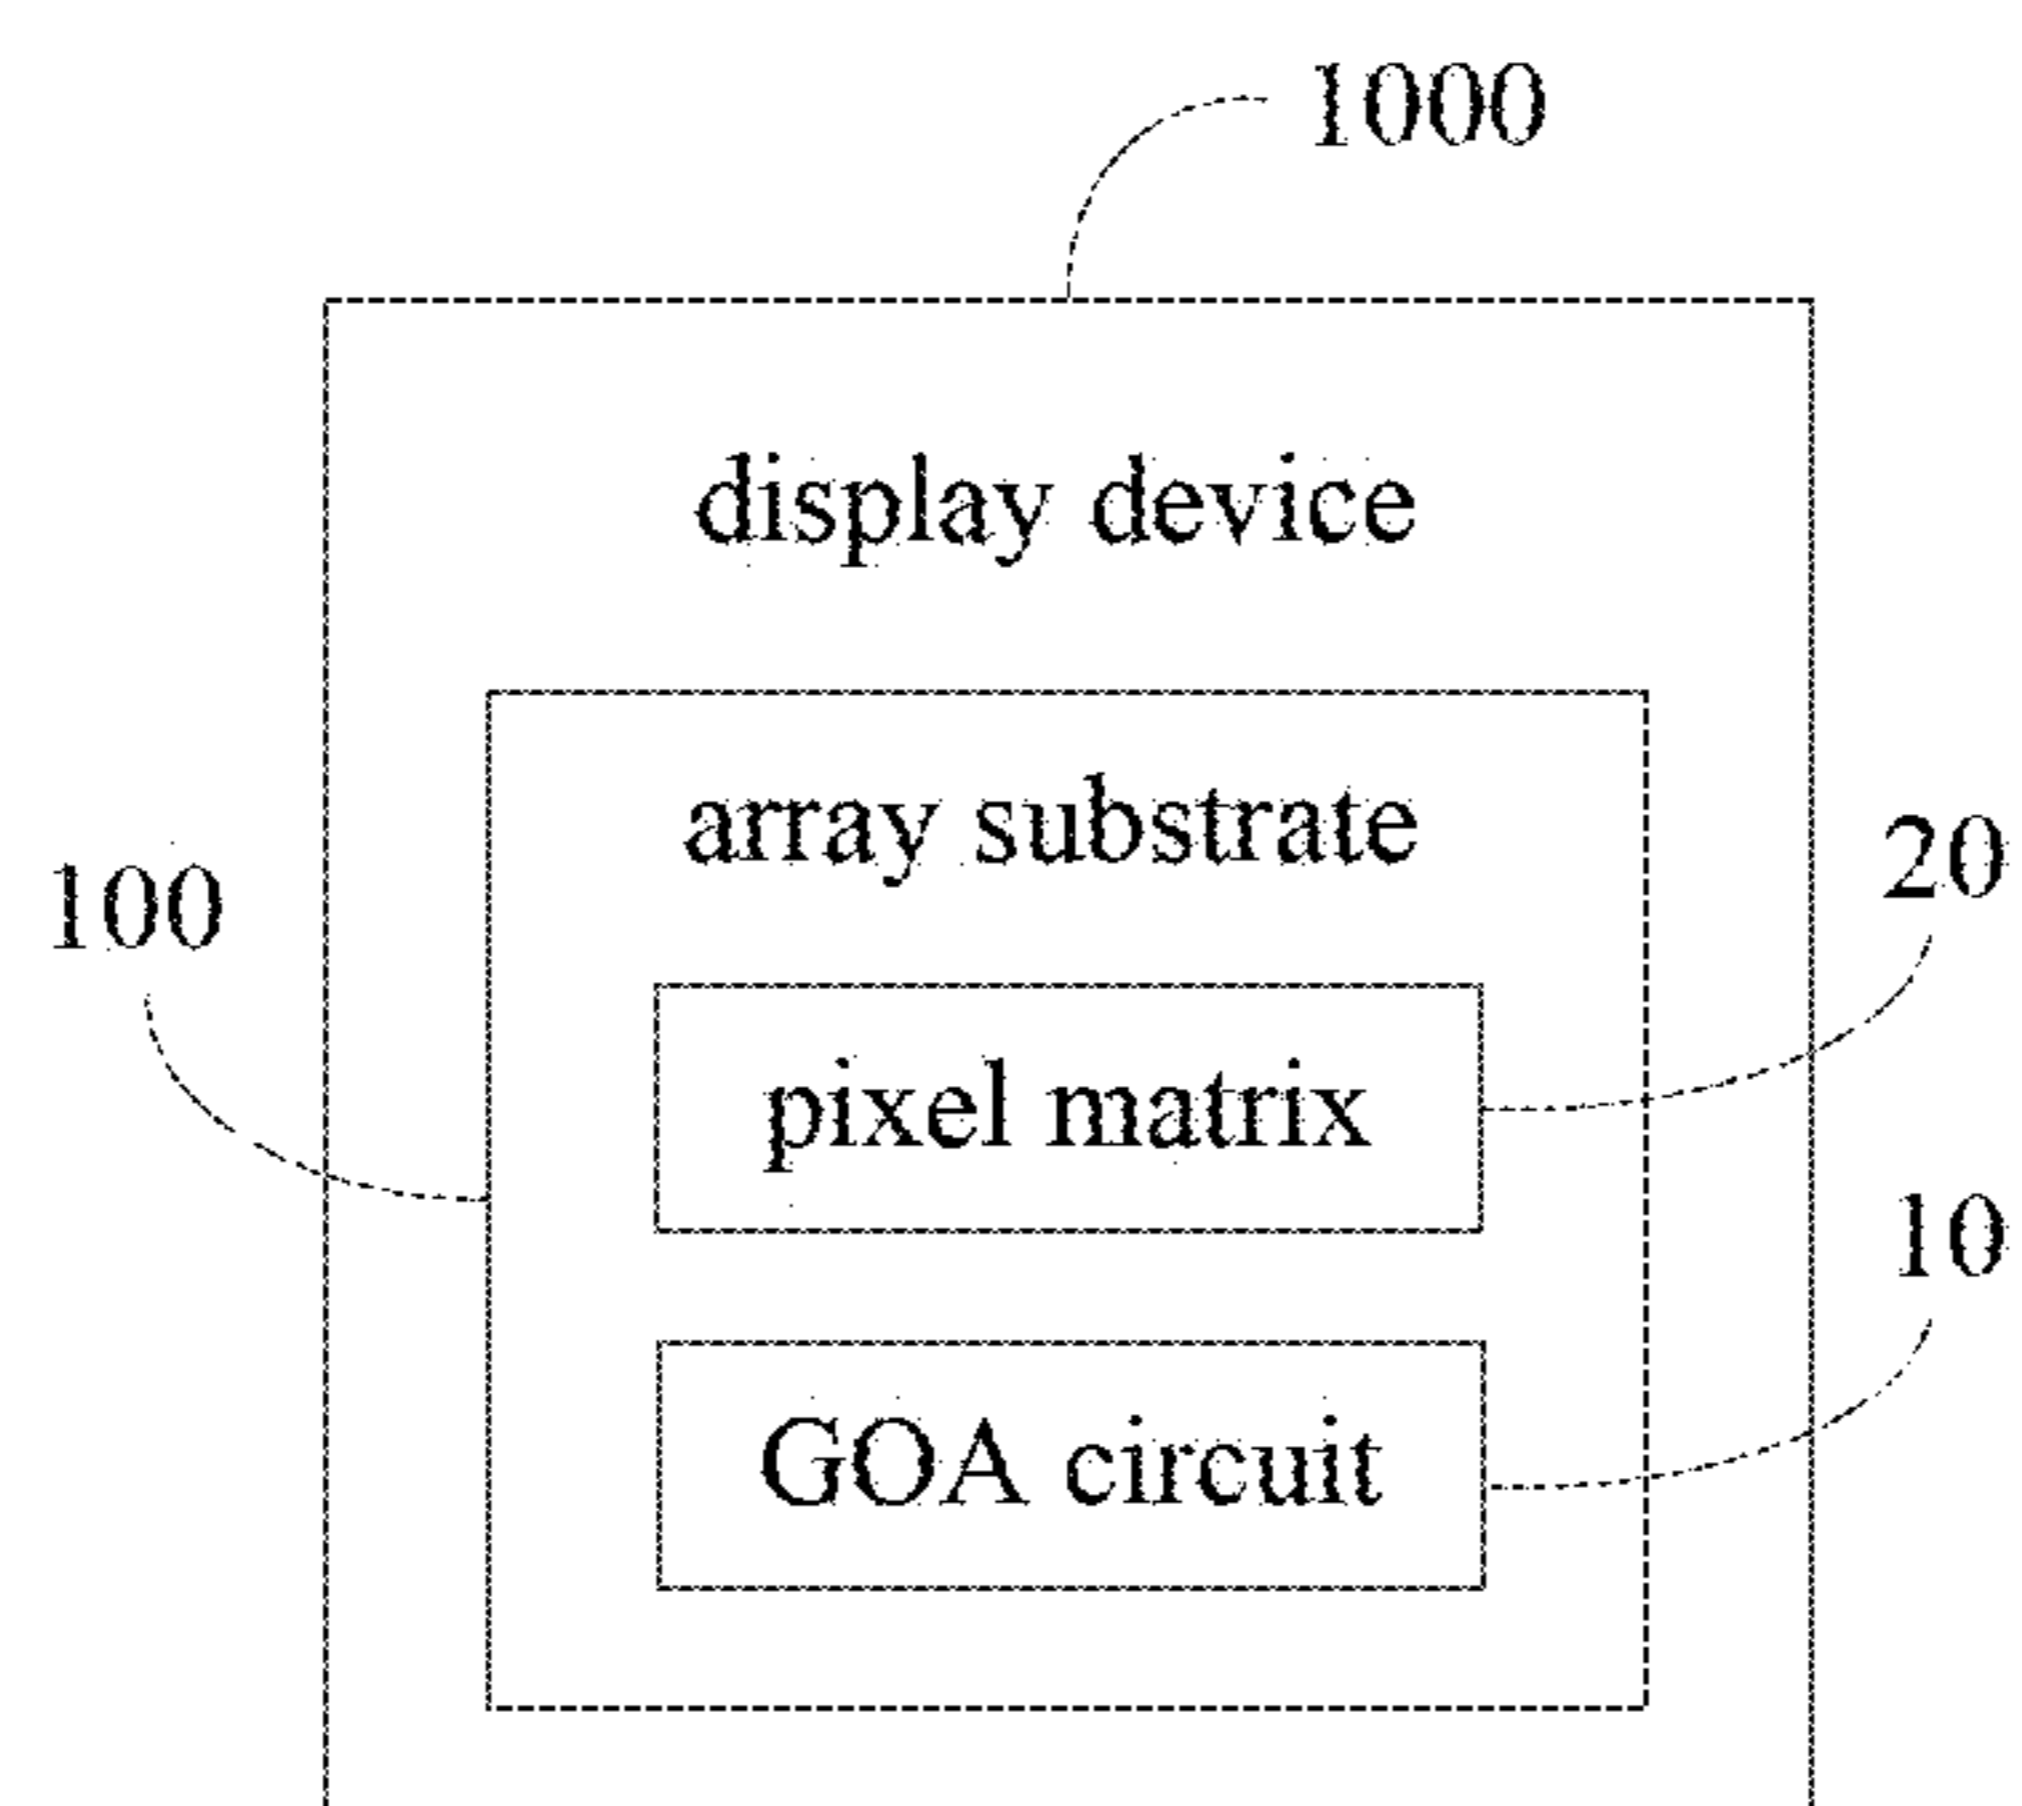 1000
display device
array substrate
20
100
pixel matrix
10
GOA circuit